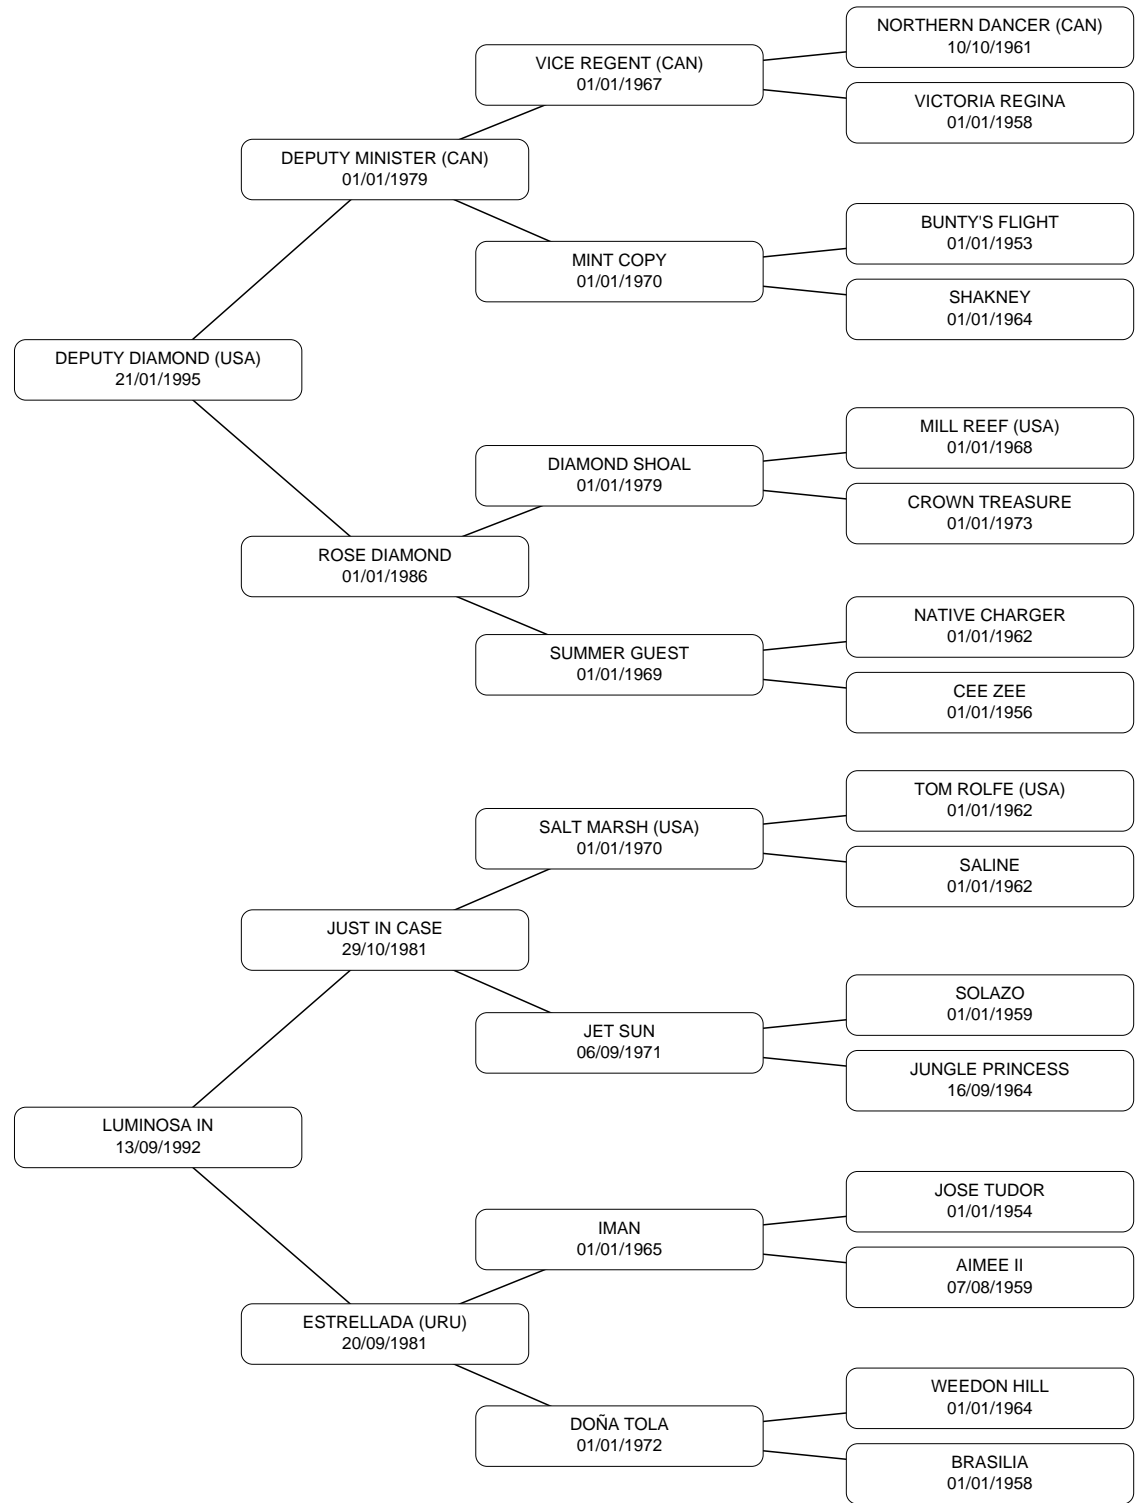 NORTHERN DANCER (CAN)
10/10/1961
VICE REGENT (CAN)
01/01/1967
VICTORIA REGINA
01/01/1958
DEPUTY MINISTER (CAN)
01/01/1979
BUNTY'S FLIGHT
01/01/1953
MINT COPY
01/01/1970
SHAKNEY
01/01/1964
DEPUTY DIAMOND (USA)
21/01/1995
MILL REEF (USA)
01/01/1968
DIAMOND SHOAL
01/01/1979
CROWN TREASURE
01/01/1973
ROSE DIAMOND
01/01/1986
NATIVE CHARGER
01/01/1962
SUMMER GUEST
01/01/1969
CEE ZEE
01/01/1956
TOM ROLFE (USA)
01/01/1962
SALT MARSH (USA)
01/01/1970
SALINE
01/01/1962
JUST IN CASE
29/10/1981
SOLAZO
01/01/1959
JET SUN
06/09/1971
JUNGLE PRINCESS
16/09/1964
LUMINOSA IN
13/09/1992
JOSE TUDOR
01/01/1954
IMAN
01/01/1965
AIMEE II
07/08/1959
ESTRELLADA (URU)
20/09/1981
WEEDON HILL
01/01/1964
DOÑA TOLA
01/01/1972
BRASILIA
01/01/1958